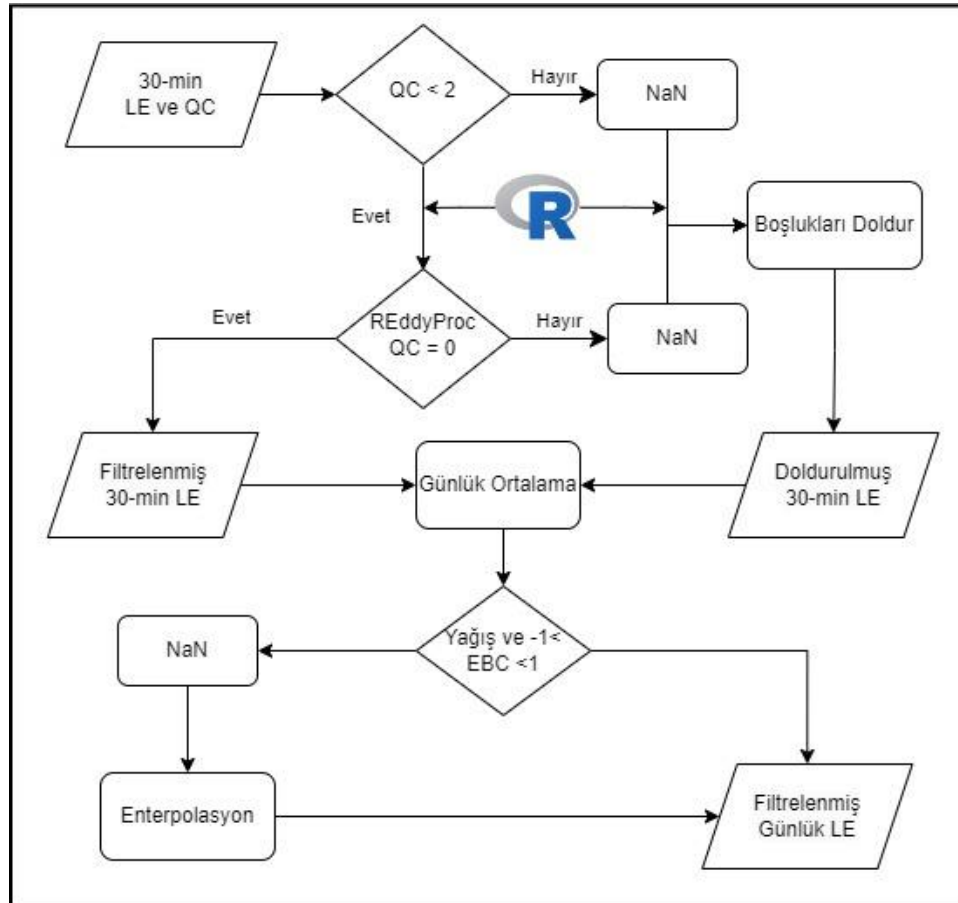 30-min
LE ve QC
QC < 2
Hayır
NaN
Evet
R
Boşlukları Doldur
Evet
REddyProc
QC = 0
Hayır
NaN
Filtrelenmiş
30-min LE
Günlük Ortalama
Doldurulmuş
30-min LE
NaN
Yağış ve -1<
EBC <1
Enterpolasyon
Filtrelenmiş
Günlük LE